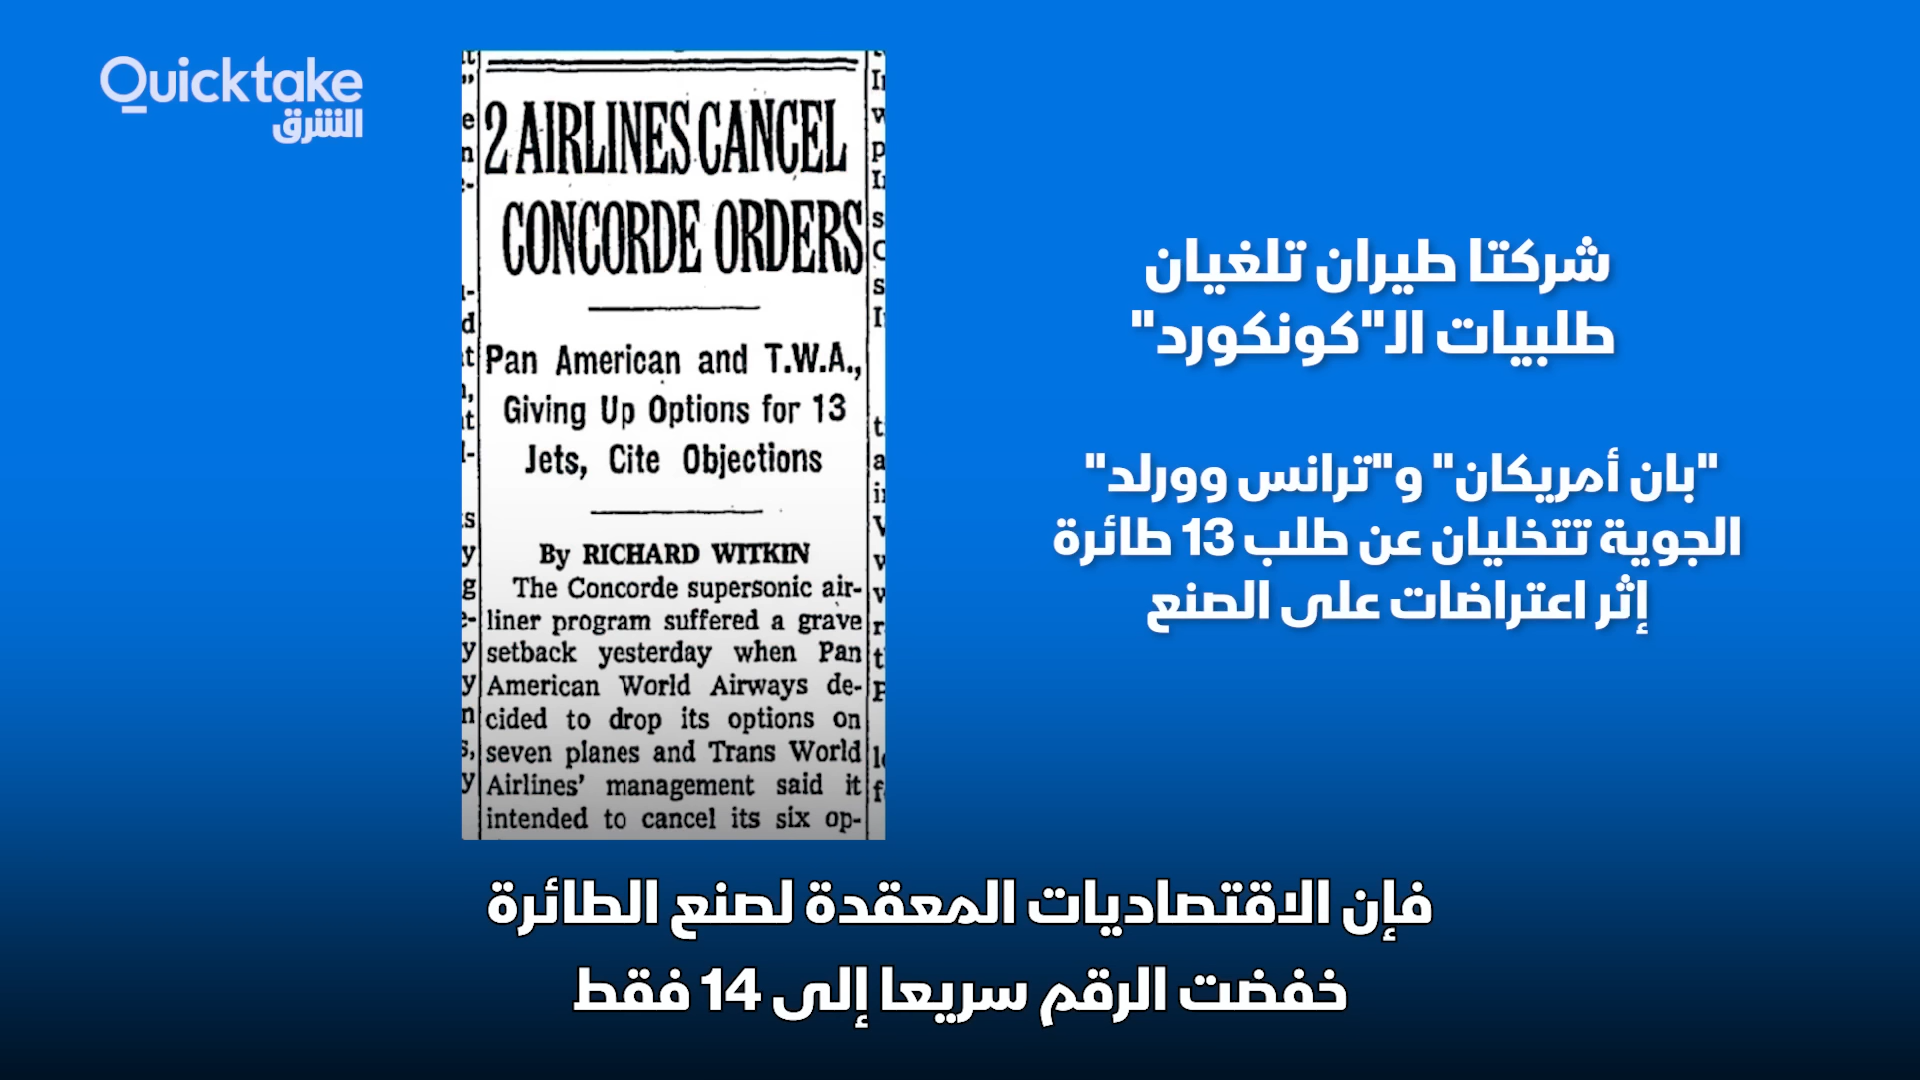 Quicktake
الشرق
2 AIRLINES CANCEL
CONCORDE ORDERS
Pan American and T.W.A.,
Giving Up Options for 13
Jets, Cite Objections
By RICHARD WITKIN
The Concorde supersonic air-
liner program suffered a grave
setback yesterday when Pan
American World Airways de-
cided to drop its options on
seven planes and Trans World
Airlines' management said it
intended to cancel its six op-
شركتا طيران تلغيان
طلبيات الـ"كونكورد"
"بان أمريكان" و"ترانس وورلد"
الجوية تتخليان عن طلب 13 طائرة
إثر اعتراضات على الصنع
فإن الاقتصاديات المعقدة لصنع الطائرة
خفضت الرقم سريعا إلى 14 فقط